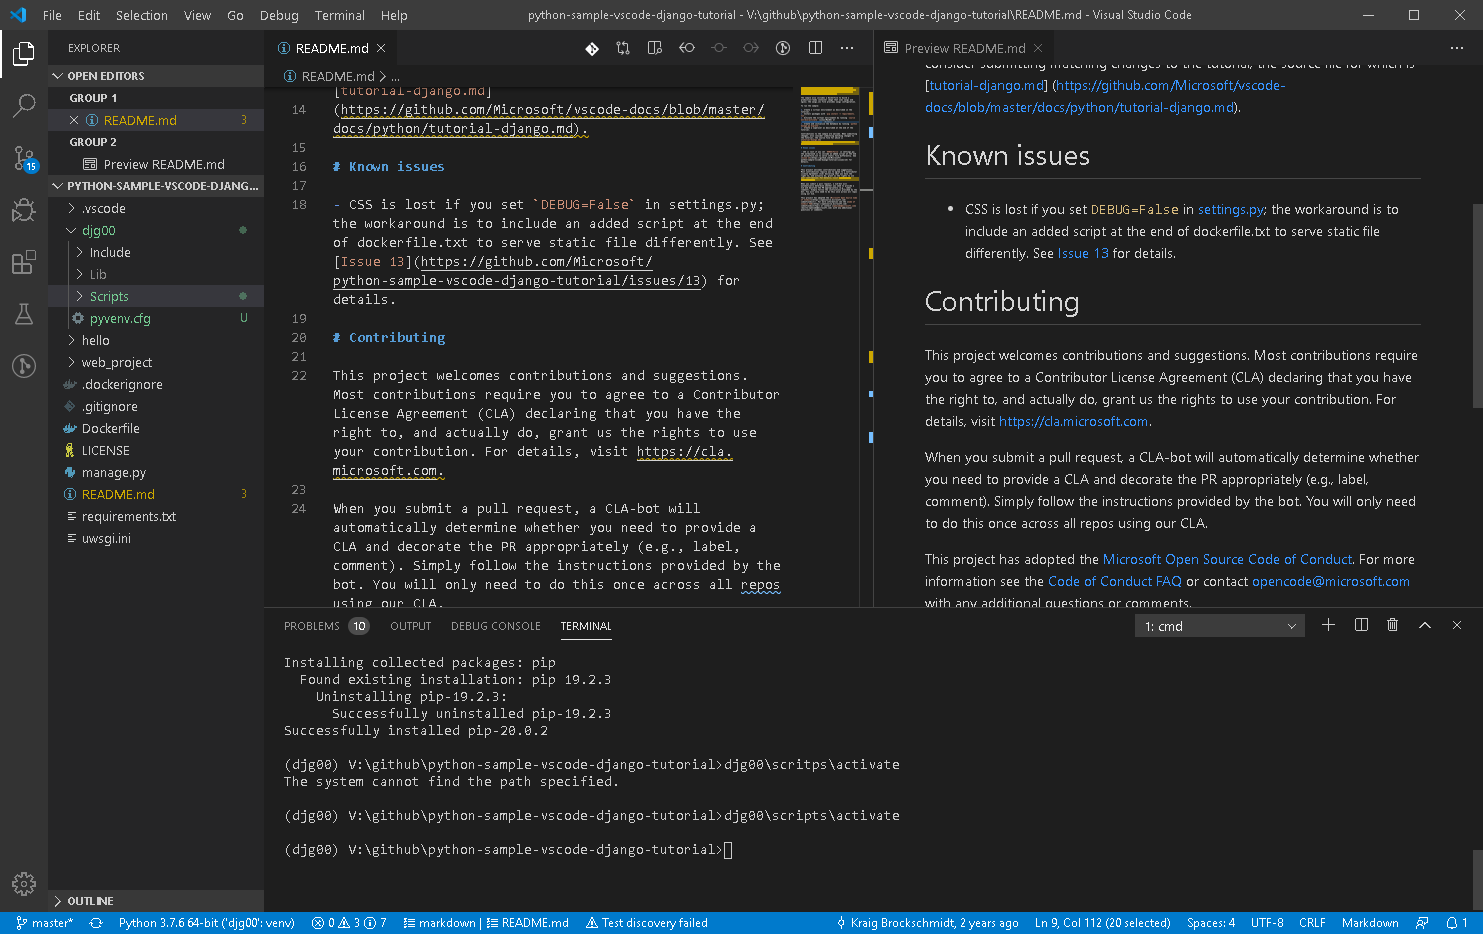 File Edit Selection View Go Debug Terminal Help
python-sample-vscode-django-tutorial - V:\github\python-sample-vscode-django-tutorial\README.md - Visual Studio Code
EXPLORER
OPEN EDITORS
GROUP 1
README.md 3
GROUP 2
Preview README.md
PYTHON-SAMPLE-VSCODE-DJANG...
.vscode
djg00
Include
Lib
Scripts
pyvenv.cfg U
hello
web_project
.dockerignore
.gitignore
Dockerfile
LICENSE
manage.py
README.md 3
requirements.txt
uwsgi.ini
OUTLINE
15
README.md
README.md > ...
[tutorial-django.md]
14 (https://github.com/Microsoft/vscode-docs/blob/master/
docs/python/tutorial-django.md).
15
16 # Known issues
17
18 - CSS is lost if you set `DEBUG=False` in settings.py;
the workaround is to include an added script at the end
of dockerfile.txt to serve static file differently. See
[Issue 13](https://github.com/Microsoft/
python-sample-vscode-django-tutorial/issues/13) for
details.
19
20 # Contributing
21
22 This project welcomes contributions and suggestions.
Most contributions require you to agree to a Contributor
License Agreement (CLA) declaring that you have the
right to, and actually do, grant us the rights to use
your contribution. For details, visit https://cla.
microsoft.com.
23
24 When you submit a pull request, a CLA-bot will
automatically determine whether you need to provide a
CLA and decorate the PR appropriately (e.g., label,
comment). Simply follow the instructions provided by the
bot. You will only need to do this once across all repos
using our CLA.
Preview README.md
consider submitting matching changes to the tutorial, the source file for which is
[tutorial-django.md] (https://github.com/Microsoft/vscode-
docs/blob/master/docs/python/tutorial-django.md).
Known issues
• CSS is lost if you set DEBUG=False in settings.py; the workaround is to
include an added script at the end of dockerfile.txt to serve static file
differently. See Issue 13 for details.
Contributing
This project welcomes contributions and suggestions. Most contributions require
you to agree to a Contributor License Agreement (CLA) declaring that you have
the right to, and actually do, grant us the rights to use your contribution. For
details, visit https://cla.microsoft.com.
When you submit a pull request, a CLA-bot will automatically determine whether
you need to provide a CLA and decorate the PR appropriately (e.g., label,
comment). Simply follow the instructions provided by the bot. You will only need
to do this once across all repos using our CLA.
This project has adopted the Microsoft Open Source Code of Conduct. For more
information see the Code of Conduct FAQ or contact opencode@microsoft.com
with any additional questions or comments.
PROBLEMS 10 OUTPUT DEBUG CONSOLE TERMINAL
1: cmd
Installing collected packages: pip
Found existing installation: pip 19.2.3
Uninstalling pip-19.2.3:
Successfully uninstalled pip-19.2.3
Successfully installed pip-20.0.2
(djg00) V:\github\python-sample-vscode-django-tutorial>djg00\scritps\activate
The system cannot find the path specified.
(djg00) V:\github\python-sample-vscode-django-tutorial>djg00\scripts\activate
(djg00) V:\github\python-sample-vscode-django-tutorial>
master* Python 3.7.6 64-bit ('djg00': venv) 0 3 7 markdown | README.md Test discovery failed Kraig Brockschmidt, 2 years ago Ln 9, Col 112 (20 selected) Spaces: 4 UTF-8 CRLF Markdown 1